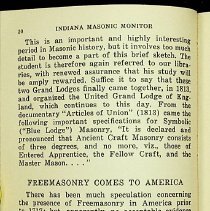 20 INDIANA MASONIC MONITOR
This is an important and highly interesting
period in Masonic history, but it involves too much
detail to become a part of this brief sketch. The
student is therefore again referred to our libra-
ries, with renewed assurance that his study will
be amply rewarded. Suffice it to say that these
two Grand Lodges finally came together, in 1813,
and organized the United Grand Lodge of Eng-
land, which continues to this day. From the
documentary "Articles of Union" (1813) came the
following important specifications for Symbolic
("Blue Lodge") Masonry, "It is declared and
pronounced that Ancient Craft Masonry consists
of three degrees, and no more, viz., those of
Entered Apprentice, the Fellow Craft, and the
Master Mason. . . ."
FREEMASONRY COMES TO AMERICA
There has been much speculation concerning
the presence of Freemasonry in America prior